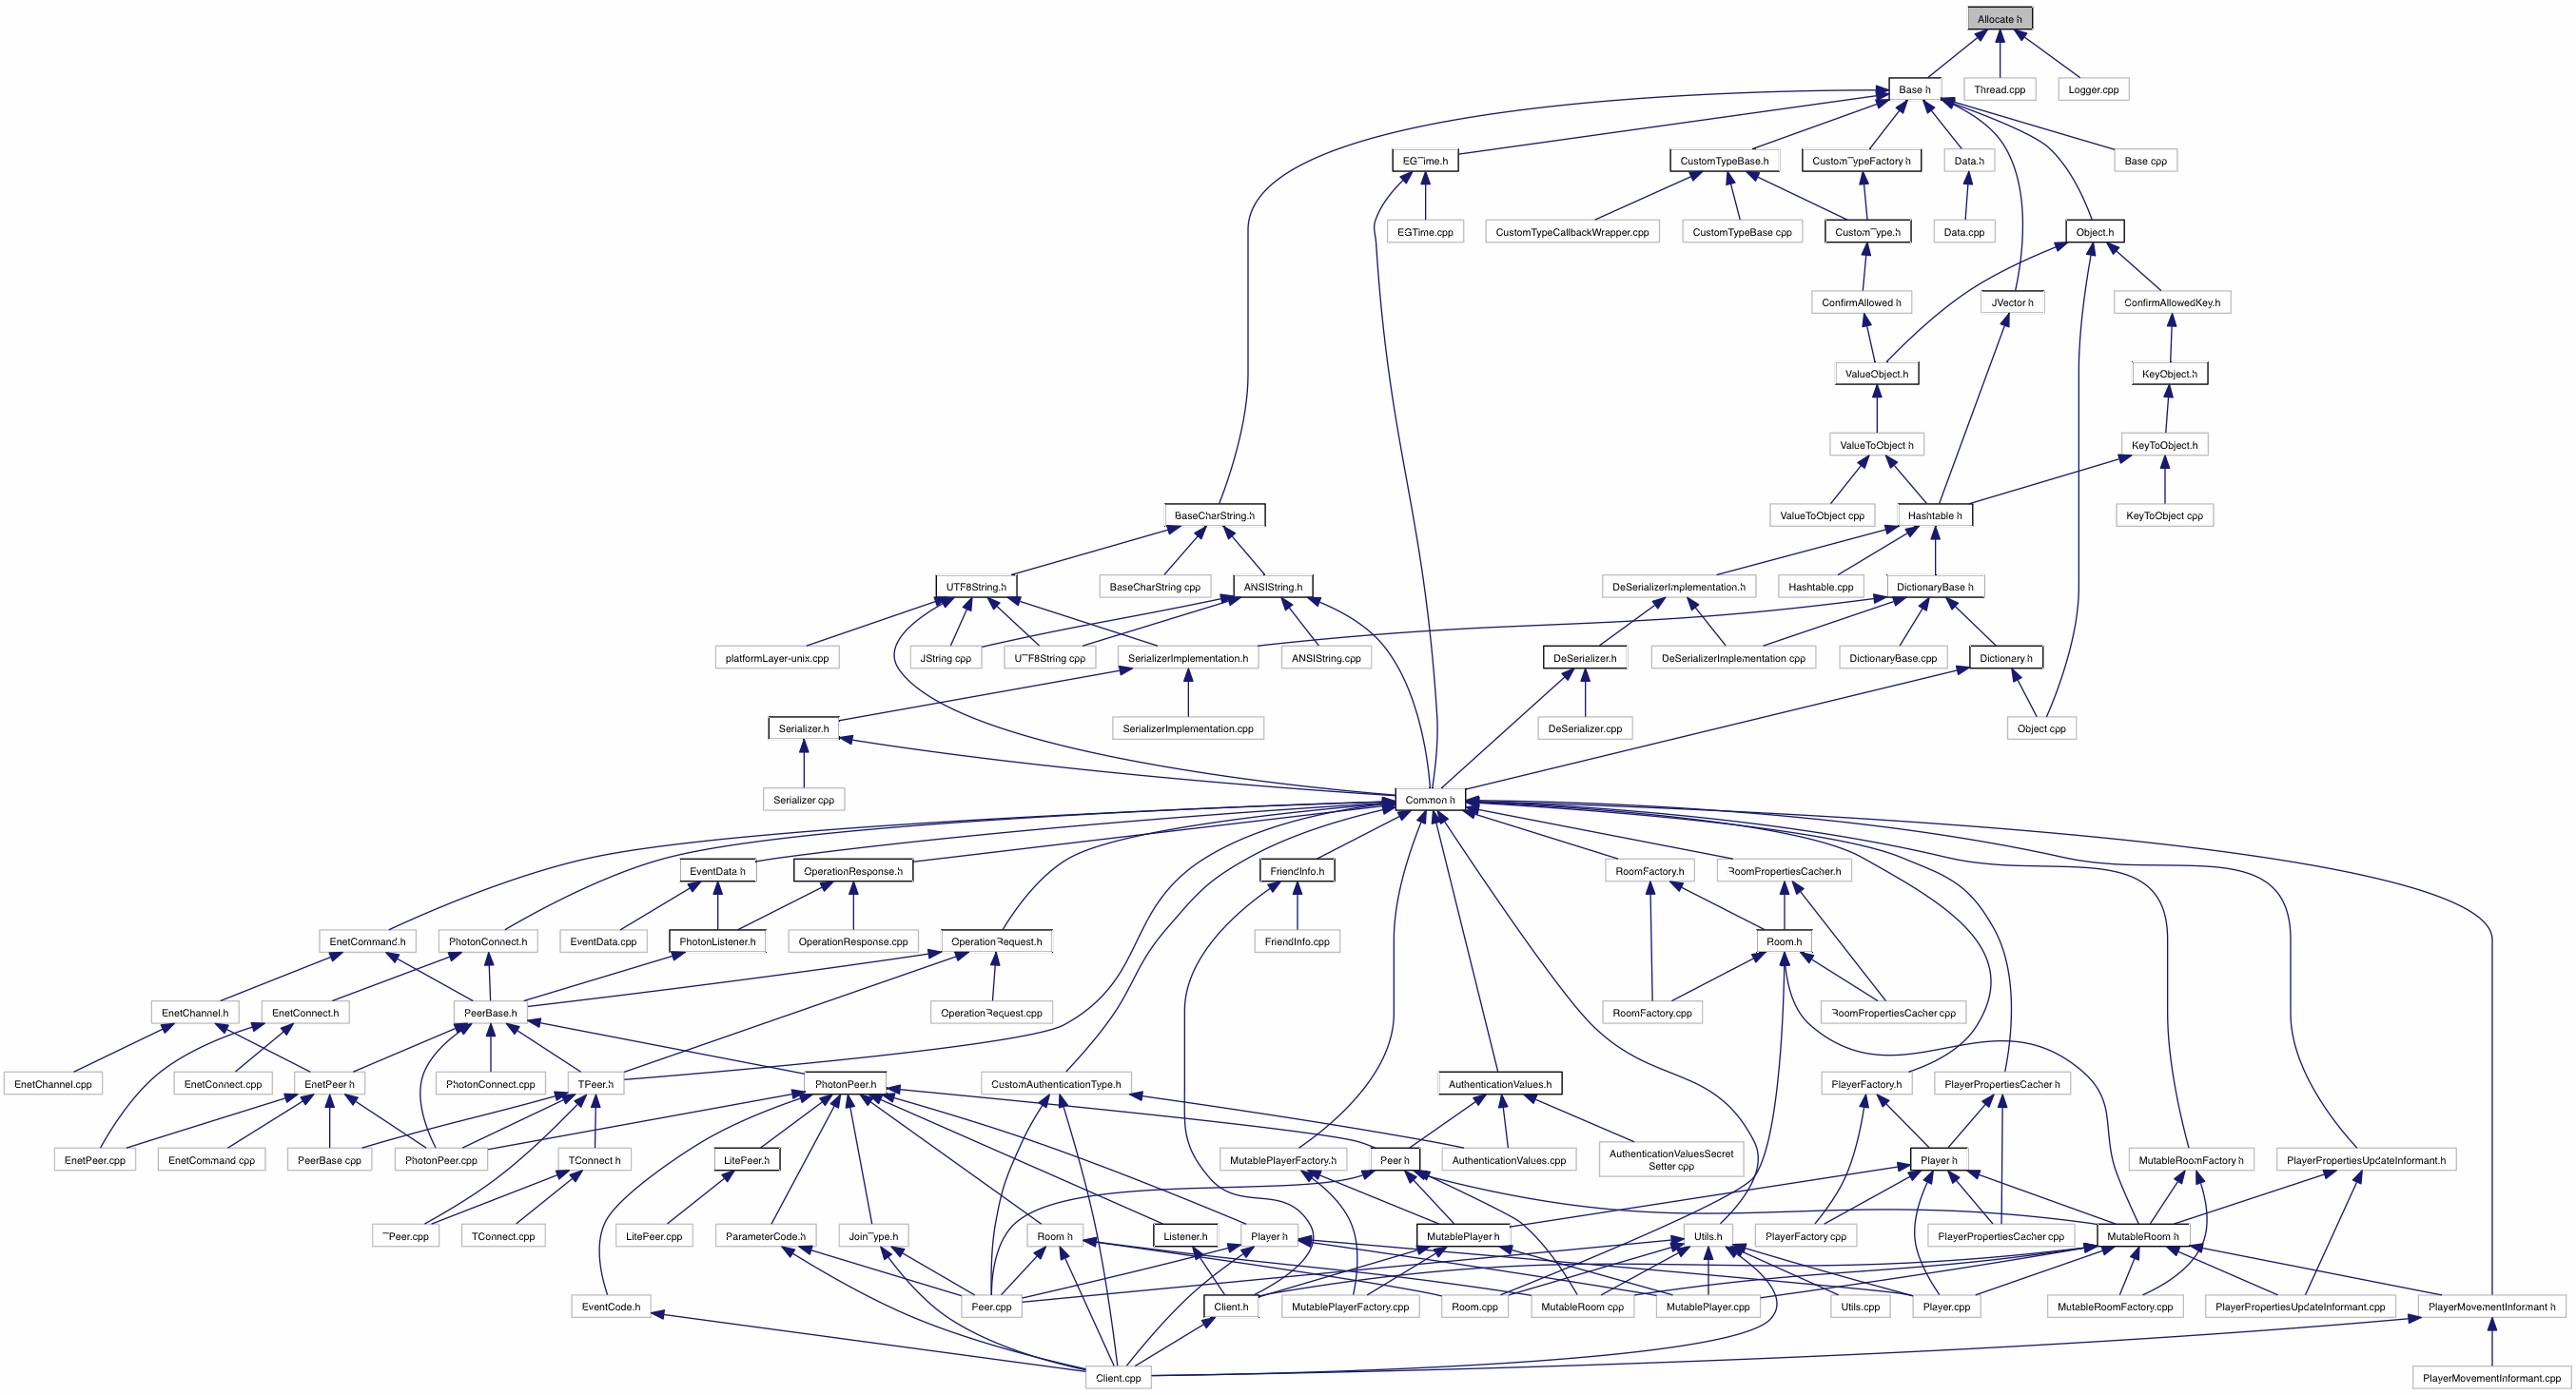 Allocate.h
Base.h
Thread.cpp
Logger.cpp
EGTime.h
CustomTypeBase.h
CustomTypeFactory.h
Data.h
Base.cpp
EGTime.cpp
CustomTypeCallbackWrapper.cpp
CustomTypeBase.cpp
CustomType.h
Data.cpp
Object.h
ConfirmAllowed.h
JVector.h
ConfirmAllowedKey.h
ValueObject.h
KeyObject.h
ValueToObject.h
KeyToObject.h
BaseCharString.h
ValueToObject.cpp
Hashtable.h
KeyToObject.cpp
UTF8String.h
BaseCharString.cpp
ANSIString.h
DeSerializerImplementation.h
Hashtable.cpp
DictionaryBase.h
platformLayer-unix.cpp
JString.cpp
UTF8String.cpp
SerializerImplementation.h
ANSIString.cpp
DeSerializer.h
DeSerializerImplementation.cpp
DictionaryBase.cpp
Dictionary.h
Serializer.h
SerializerImplementation.cpp
DeSerializer.cpp
Object.cpp
Serializer.cpp
Common.h
EventData.h
OperationResponse.h
FriendInfo.h
RoomFactory.h
RoomPropertiesCacher.h
EnetCommand.h
PhotonConnect.h
EventData.cpp
PhotonListener.h
OperationResponse.cpp
OperationRequest.h
FriendInfo.cpp
Room.h
EnetChannel.h
EnetConnect.h
PeerBase.h
OperationRequest.cpp
RoomFactory.cpp
RoomPropertiesCacher.cpp
EnetChannel.cpp
EnetConnect.cpp
EnetPeer.h
PhotonConnect.cpp
TPeer.h
PhotonPeer.h
CustomAuthenticationType.h
AuthenticationValues.h
PlayerFactory.h
PlayerPropertiesCacher.h
EnetPeer.cpp
EnetCommand.cpp
PeerBase.cpp
PhotonPeer.cpp
TConnect.h
LitePeer.h
MutablePlayerFactory.h
Peer.h
AuthenticationValues.cpp
AuthenticationValuesSecret
Setter.cpp
Player.h
MutableRoomFactory.h
PlayerPropertiesUpdateInformant.h
TPeer.cpp
TConnect.cpp
LitePeer.cpp
ParameterCode.h
JoinType.h
Room.h
Listener.h
Player.h
MutablePlayer.h
Utils.h
PlayerFactory.cpp
PlayerPropertiesCacher.cpp
MutableRoom.h
EventCode.h
Peer.cpp
Client.h
MutablePlayerFactory.cpp
Room.cpp
MutableRoom.cpp
MutablePlayer.cpp
Utils.cpp
Player.cpp
MutableRoomFactory.cpp
PlayerPropertiesUpdateInformant.cpp
PlayerMovementInformant.h
Client.cpp
PlayerMovementInformant.cpp